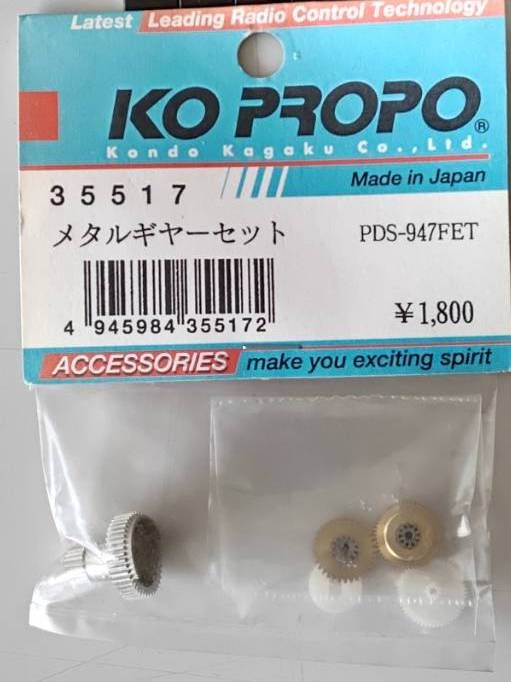 Latest Leading Radio Control Technology
KO PROPO®
Kondo Kagaku Co.,Ltd.
Made in Japan
35517
メタルギヤーセット PDS-947FET
4 945984 355172
¥1,800
ACCESSORIES make you exciting spirit